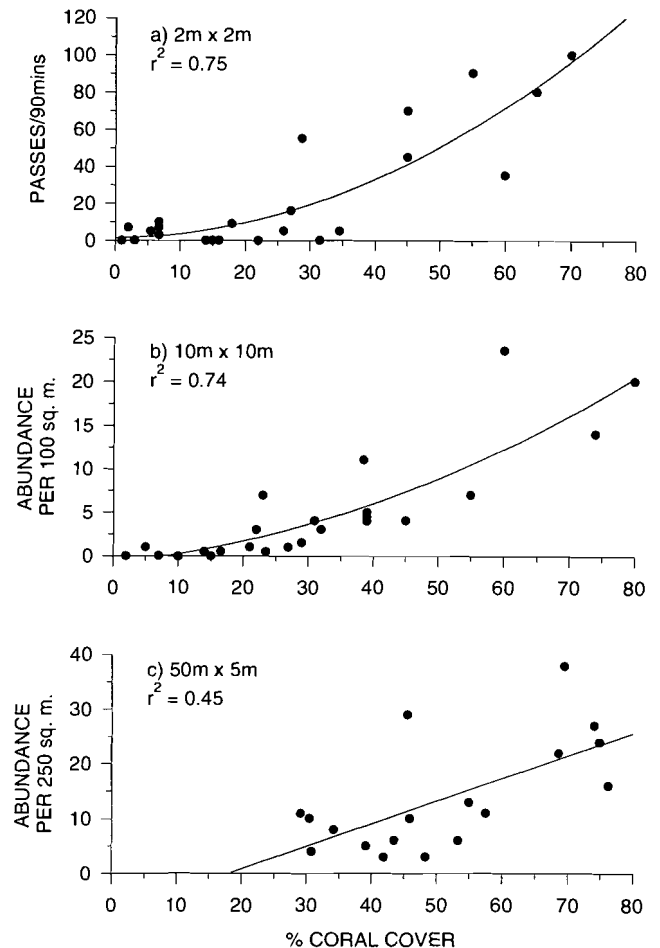 120
100
80
60
40
20
0
PASSES/90mins
a) 2m x 2m
r² = 0.75
0 10 20 30 40 50 60 70 80
25
20
15
10
5
0
ABUNDANCE
PER 100 sq. m.
b) 10m x 10m
r² = 0.74
0 10 20 30 40 50 60 70 80
40
30
20
10
0
ABUNDANCE
PER 250 sq. m.
c) 50m x 5m
r² = 0.45
0 10 20 30 40 50 60 70 80
% CORAL COVER